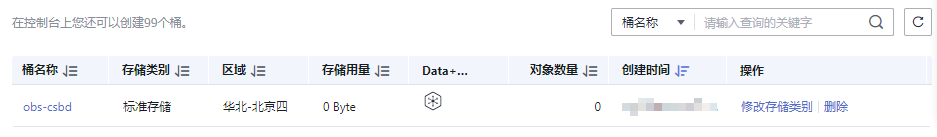 在控制台上您还可以创建99个桶。
桶名称 请输入查询的关键字
桶名称 存储类别 区域 存储用量 Data+... 对象数量 创建时间 操作
obs-csbd 标准存储 华北-北京四 0 Byte 0 修改存储类别 删除